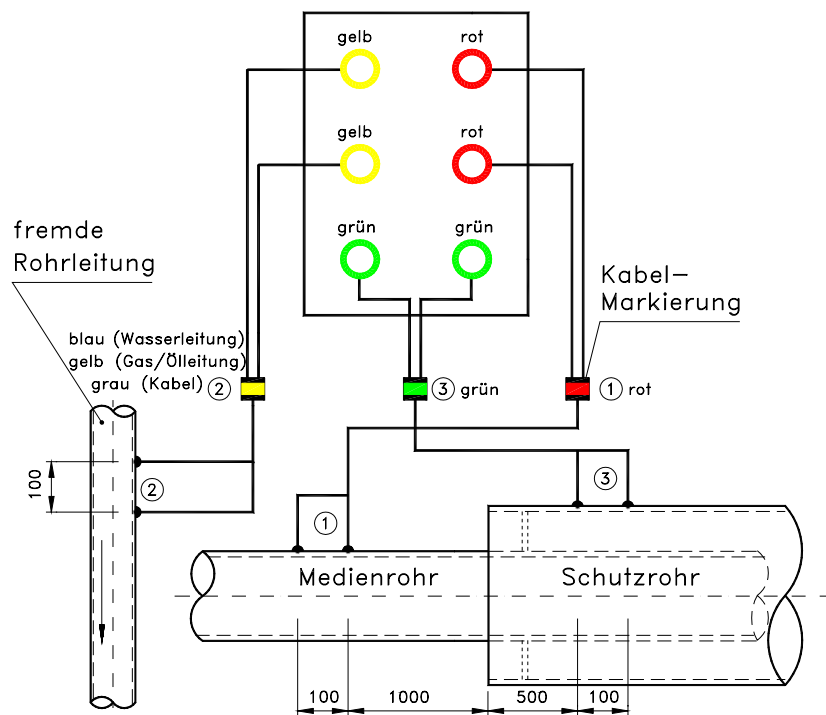 gelb rot
gelb rot
grün grün
fremde
Rohrleitung
Kabel-
Markierung
blau (Wasserleitung)
gelb (Gas/Ölleitung)
grau (Kabel) 2
3 grün
1 rot
100
2
1
3
Medienrohr
Schutzrohr
100 1000 500 100